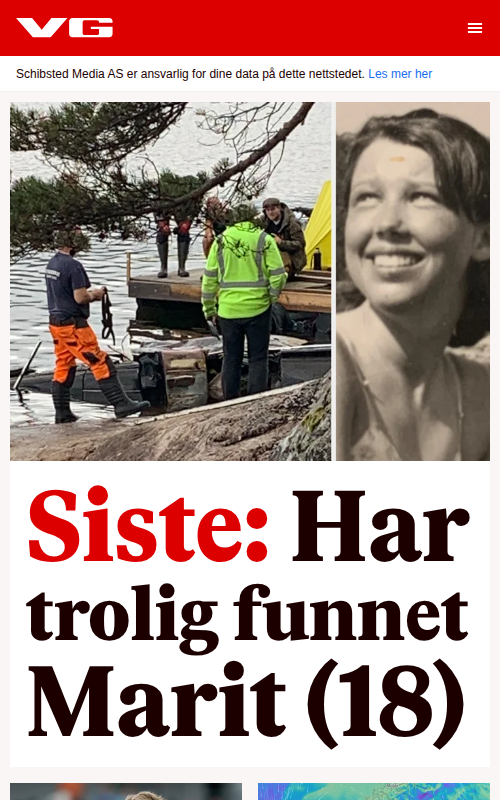 VG
Schibsted Media AS er ansvarlig for dine data på dette nettstedet. Les mer her
Siste: Har
trolig funnet
Marit (18)